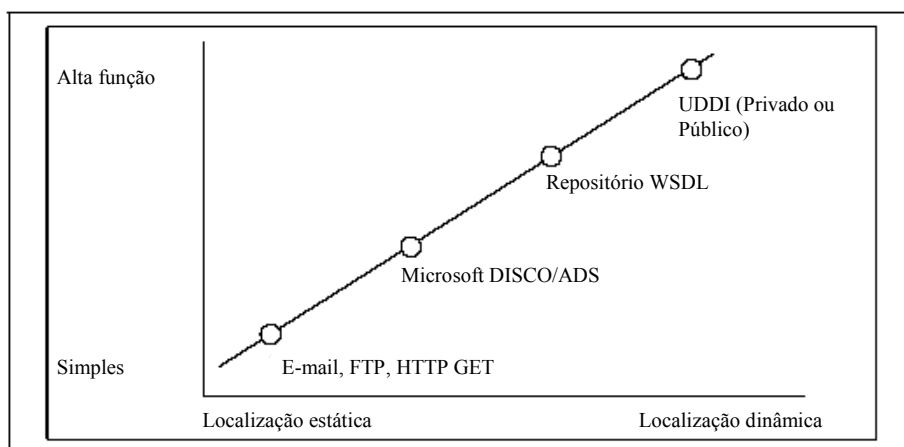 Alta função
UDDI (Privado ou
Público)
Repositório WSDL
Microsoft DISCO/ADS
Simples
E-mail, FTP, HTTP GET
Localização estática
Localização dinâmica